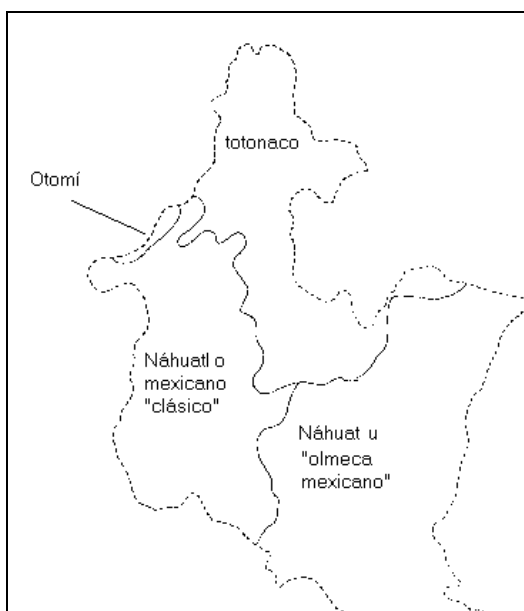 totonaco
Otomí
Náhuatl o
mexicano
"clásico"
Náhuat u
"olmeca
mexicano"